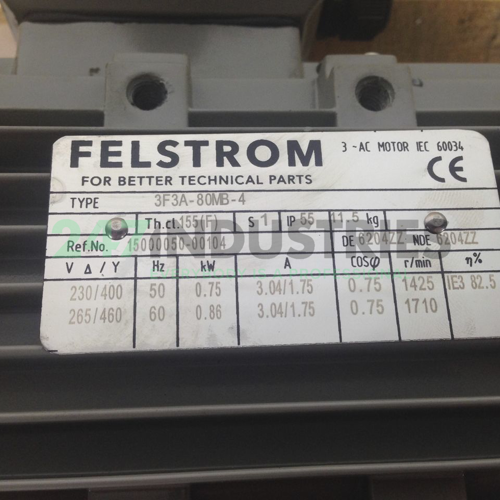 FELSTROM
3 ~AC MOTOR IEC 60034
FOR BETTER TECHNICAL PARTS
CE
TYPE 3F3A-80MB-4
Th.cl.155(F) S1 IP 55 11.5 kg
Ref.No. 15000050-00104 DE 6204ZZ NDE 6204ZZ
V Δ/Y Hz kW A COSφ r/min η%
230/400 50 0.75 3.04/1.75 0.75 1425 IE3 82.5
265/460 60 0.86 3.04/1.75 0.75 1710
INDUSTRIES